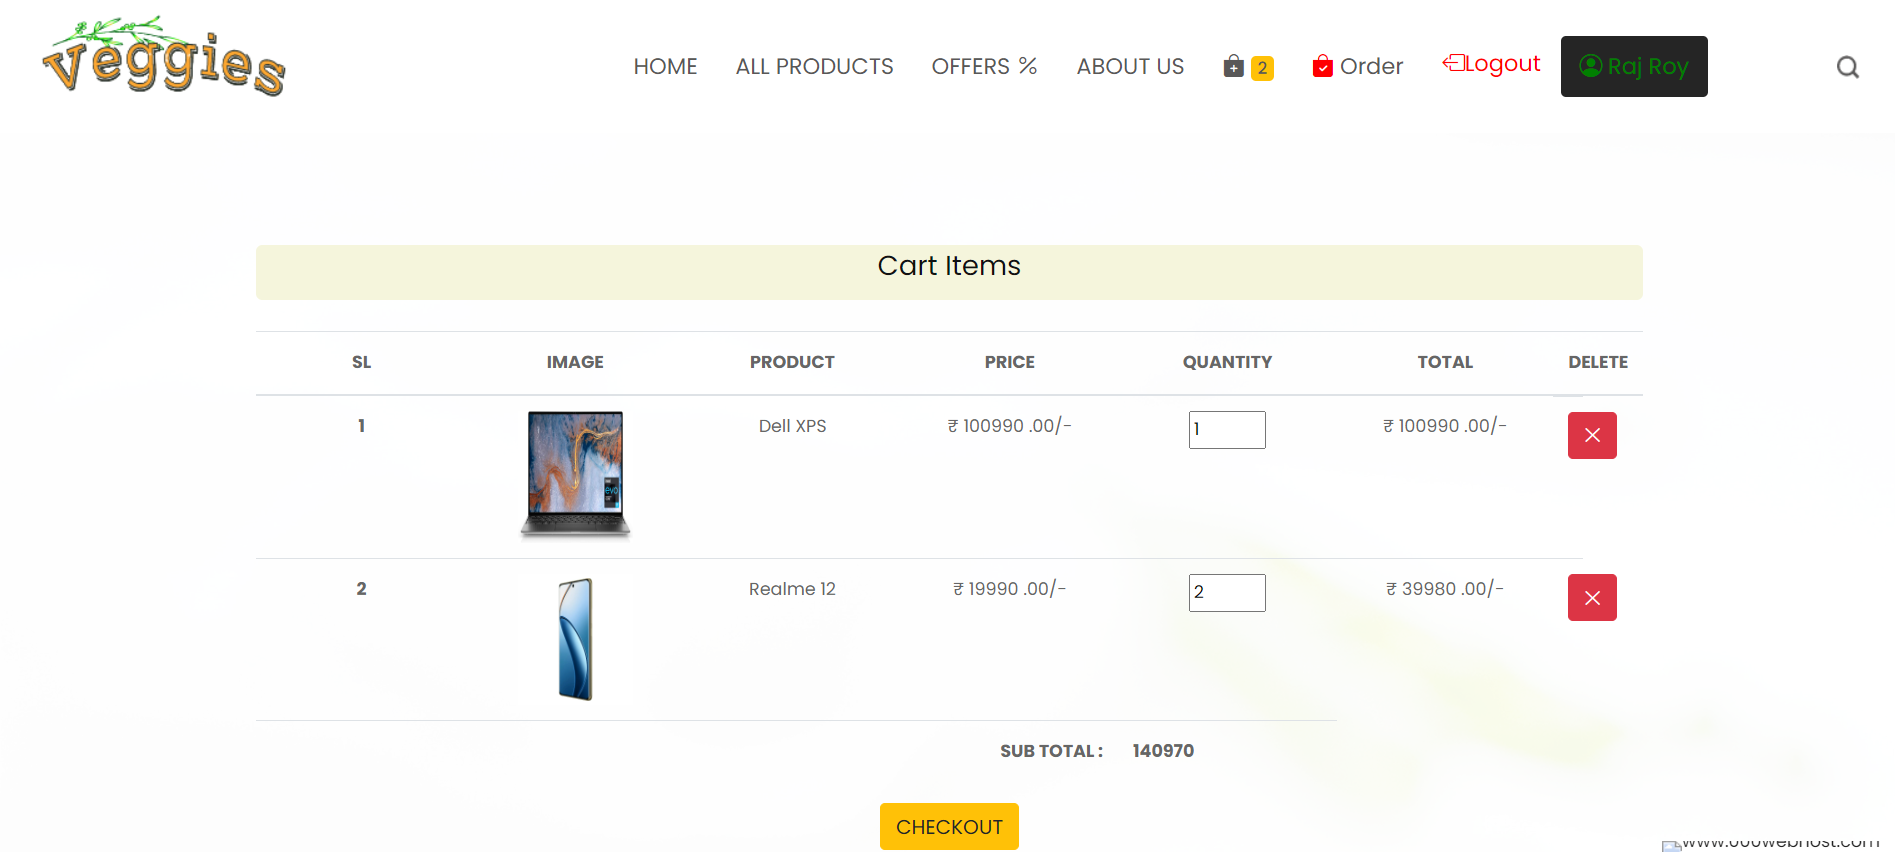 Veggies
HOME ALL PRODUCTS OFFERS % ABOUT US 2 Order Logout Raj Roy
Cart Items
SL IMAGE PRODUCT PRICE QUANTITY TOTAL DELETE
1 evo Dell XPS ₹ 100990 .00/- 1 ₹ 100990 .00/-
2 Realme 12 ₹ 19990 .00/- 2 ₹ 39980 .00/-
SUB TOTAL : 140970
CHECKOUT
www.000webhost.com